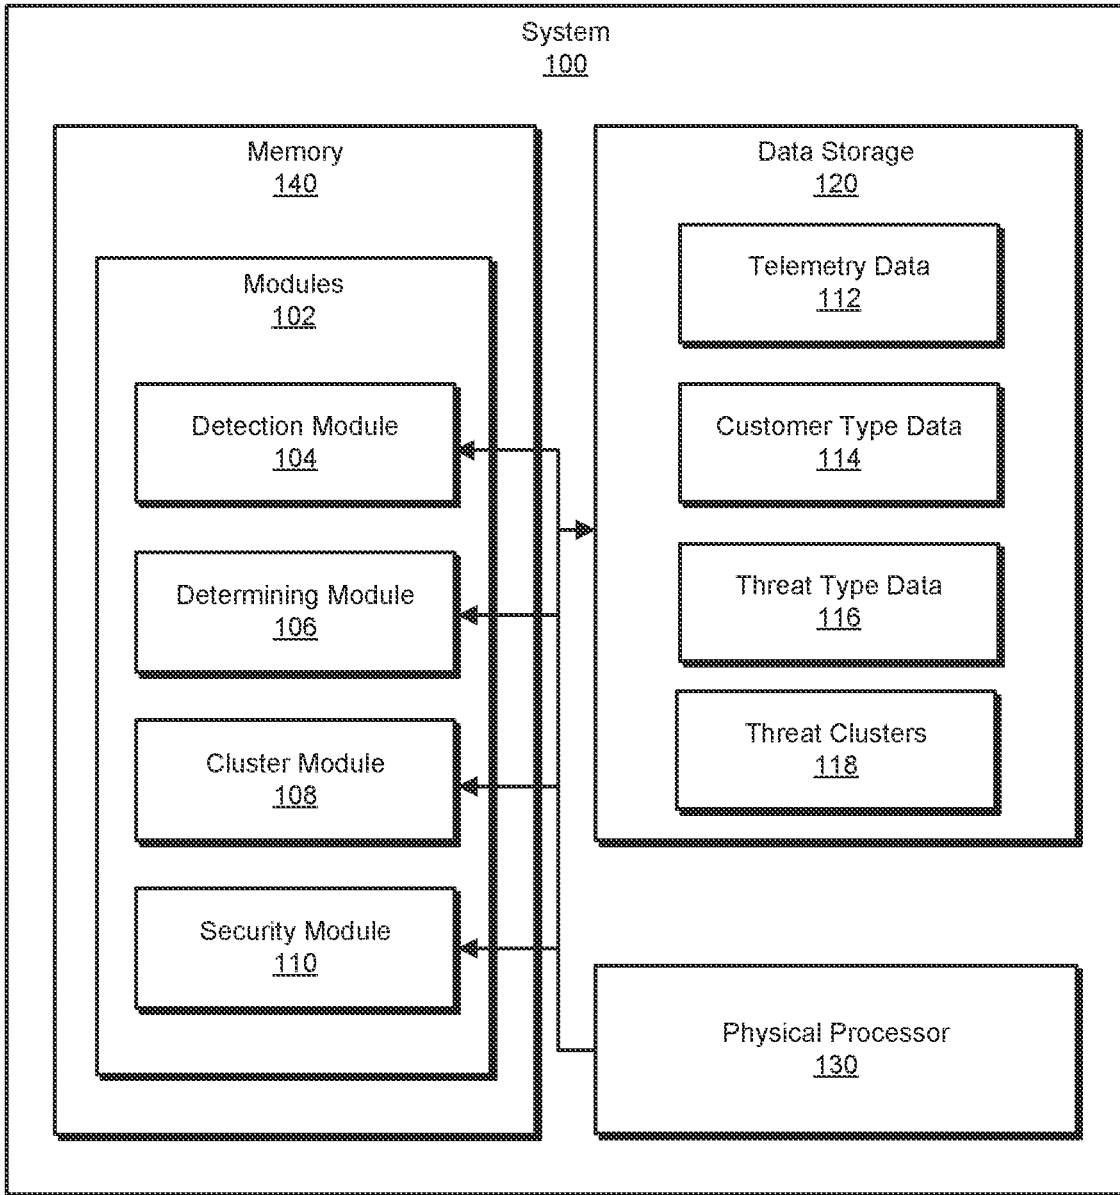 System
100
Memory
140
Modules
102
Detection Module
104
Determining Module
106
Cluster Module
108
Security Module
110
Data Storage
120
Telemetry Data
112
Customer Type Data
114
Threat Type Data
116
Threat Clusters
118
Physical Processor
130